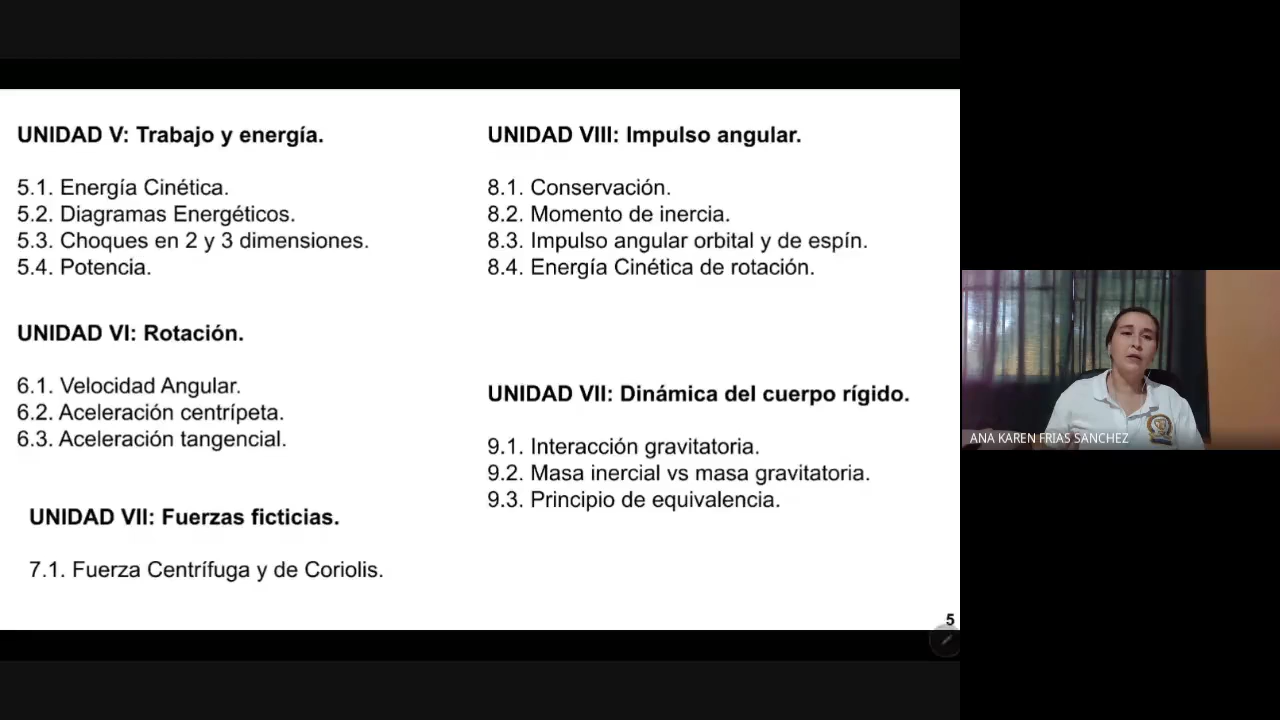 UNIDAD V: Trabajo y energía.
5.1. Energía Cinética.
5.2. Diagramas Energéticos.
5.3. Choques en 2 y 3 dimensiones.
5.4. Potencia.
UNIDAD VI: Rotación.
6.1. Velocidad Angular.
6.2. Aceleración centrípeta.
6.3. Aceleración tangencial.
UNIDAD VII: Fuerzas ficticias.
7.1. Fuerza Centrífuga y de Coriolis.
UNIDAD VIII: Impulso angular.
8.1. Conservación.
8.2. Momento de inercia.
8.3. Impulso angular orbital y de espín.
8.4. Energía Cinética de rotación.
UNIDAD VII: Dinámica del cuerpo rígido.
9.1. Interacción gravitatoria.
9.2. Masa inercial vs masa gravitatoria.
9.3. Principio de equivalencia.
5
ANA KAREN FRIAS SANCHEZ